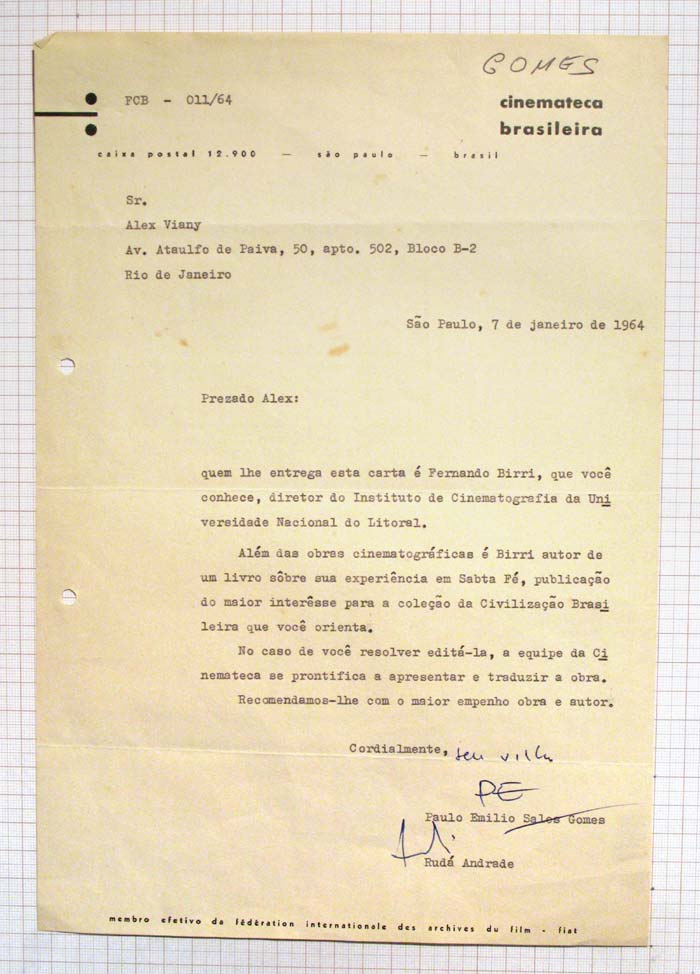 GOMES
FCB - 011/64
cinemateca
brasileira
caixa postal 12.900 — são paulo — brasil
Sr.
Alex Viany
Av. Ataulfo de Paiva, 50, apto. 502, Bloco B-2
Rio de Janeiro
São Paulo, 7 de janeiro de 1964
Prezado Alex:
quem lhe entrega esta carta é Fernando Birri, que você
conhece, diretor do Instituto de Cinematografia da Uni
versidade Nacional do Litoral.
Além das obras cinematográficas é Birri autor de
um livro sôbre sua experiência em Sabta Fé, publicação
do maior interêsse para a coleção da Civilização Brasi
leira que você orienta.
No caso de você resolver editá-la, a equipe da Ci
nemateca se prontifica a apresentar e traduzir a obra.
Recomendamos-lhe com o maior empenho obra e autor.
Cordialmente, seu
PE
Paulo Emilio Sales Gomes
Rudá Andrade
membro efetivo da fédération internationale des archives du film - fiaf